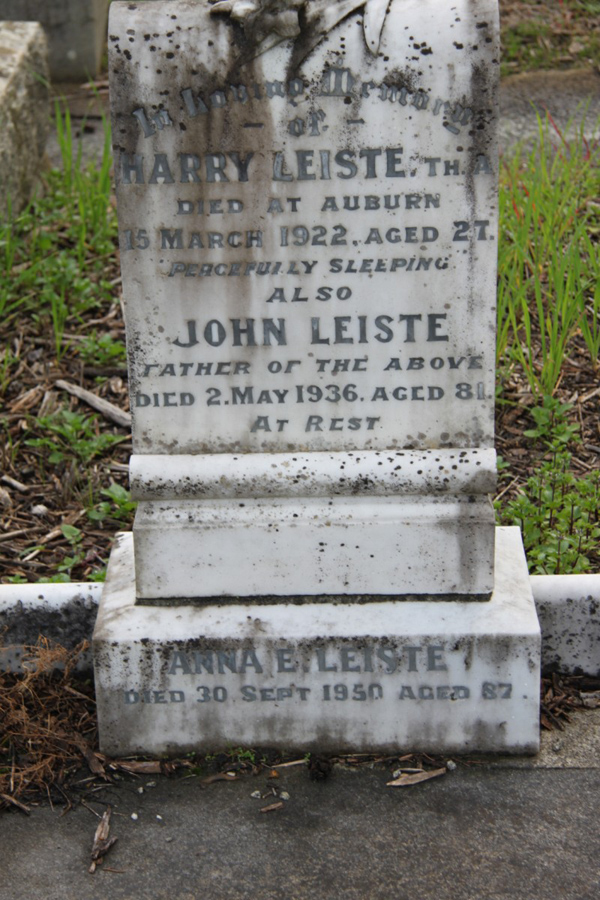 In Loving Memory
- of -
HARRY LEISTE. TH. A
DIED AT AUBURN
15 MARCH 1922. AGED 27.
PEACEFULLY SLEEPING
ALSO
JOHN LEISTE
FATHER OF THE ABOVE
DIED 2. MAY 1936. AGED 81.
AT REST
ANNA E. LEISTE
DIED 30 SEPT 1950 AGED 87.